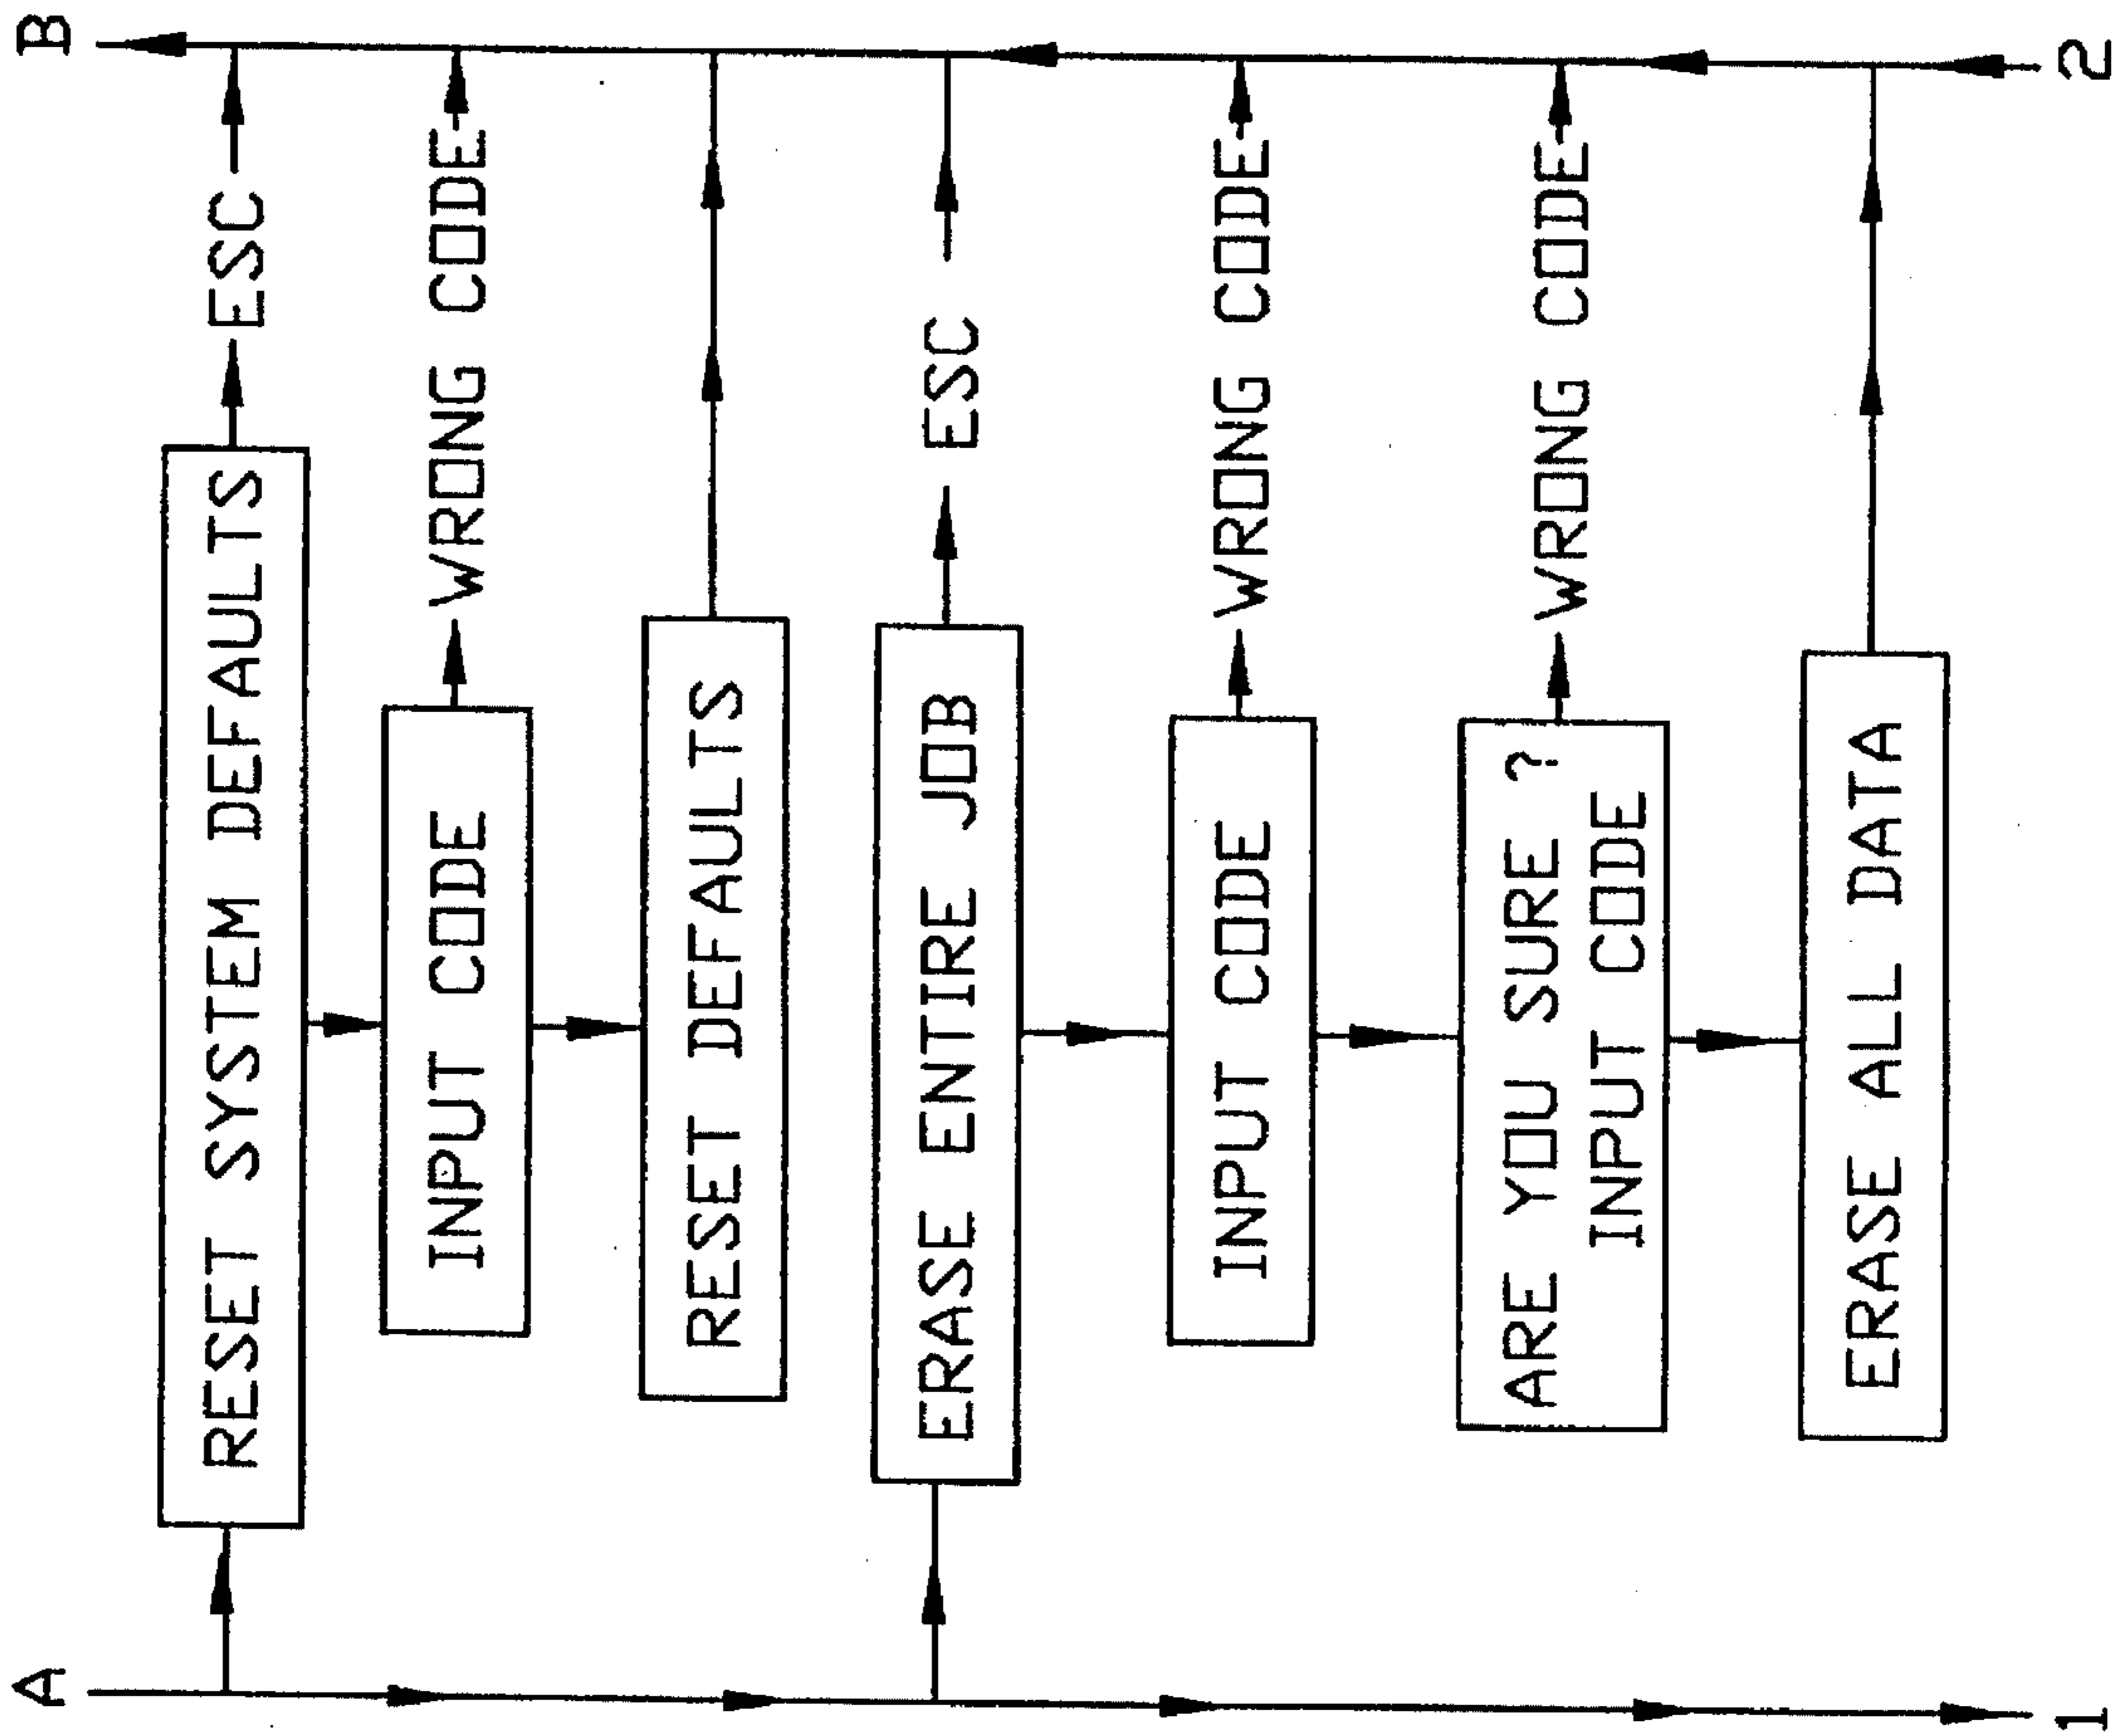 A
B
RESET SYSTEM DEFAULTS
ESC
INPUT CODE
WRONG CODE
RESET DEFAULTS
ERASE ENTIRE JOB
ESC
INPUT CODE
WRONG CODE
ARE YOU SURE ?
INPUT CODE
WRONG CODE
ERASE ALL DATA
1
2